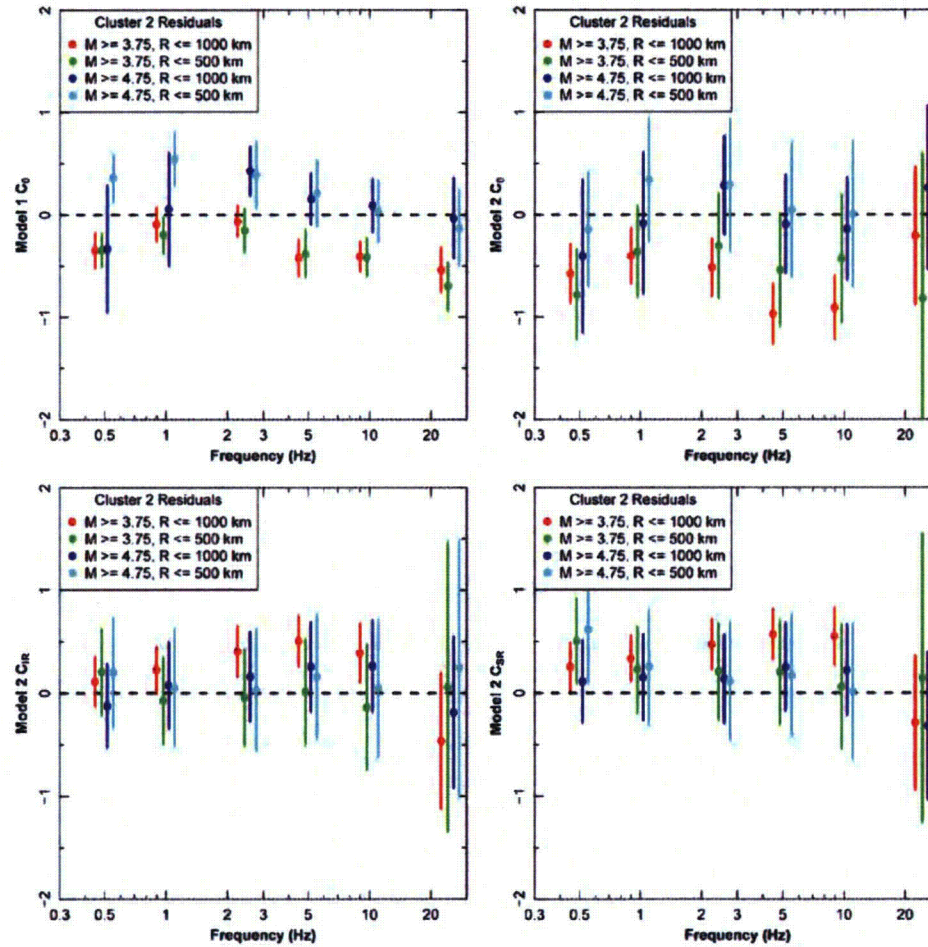 Cluster 2 Residuals
M >= 3.75, R <= 1000 km
M >= 3.75, R <= 500 km
M >= 4.75, R <= 1000 km
M >= 4.75, R <= 500 km
Model 1 C0
2
1
0
-1
-2
0.3 0.5 1 2 3 5 10 20
Frequency (Hz)
Cluster 2 Residuals
M >= 3.75, R <= 1000 km
M >= 3.75, R <= 500 km
M >= 4.75, R <= 1000 km
M >= 4.75, R <= 500 km
Model 2 C0
2
1
0
-1
-2
0.3 0.5 1 2 3 5 10 20
Frequency (Hz)
Cluster 2 Residuals
M >= 3.75, R <= 1000 km
M >= 3.75, R <= 500 km
M >= 4.75, R <= 1000 km
M >= 4.75, R <= 500 km
Model 2 CIR
2
1
0
-1
-2
0.3 0.5 1 2 3 5 10 20
Frequency (Hz)
Cluster 2 Residuals
M >= 3.75, R <= 1000 km
M >= 3.75, R <= 500 km
M >= 4.75, R <= 1000 km
M >= 4.75, R <= 500 km
Model 2 CSR
2
1
0
-1
-2
0.3 0.5 1 2 3 5 10 20
Frequency (Hz)